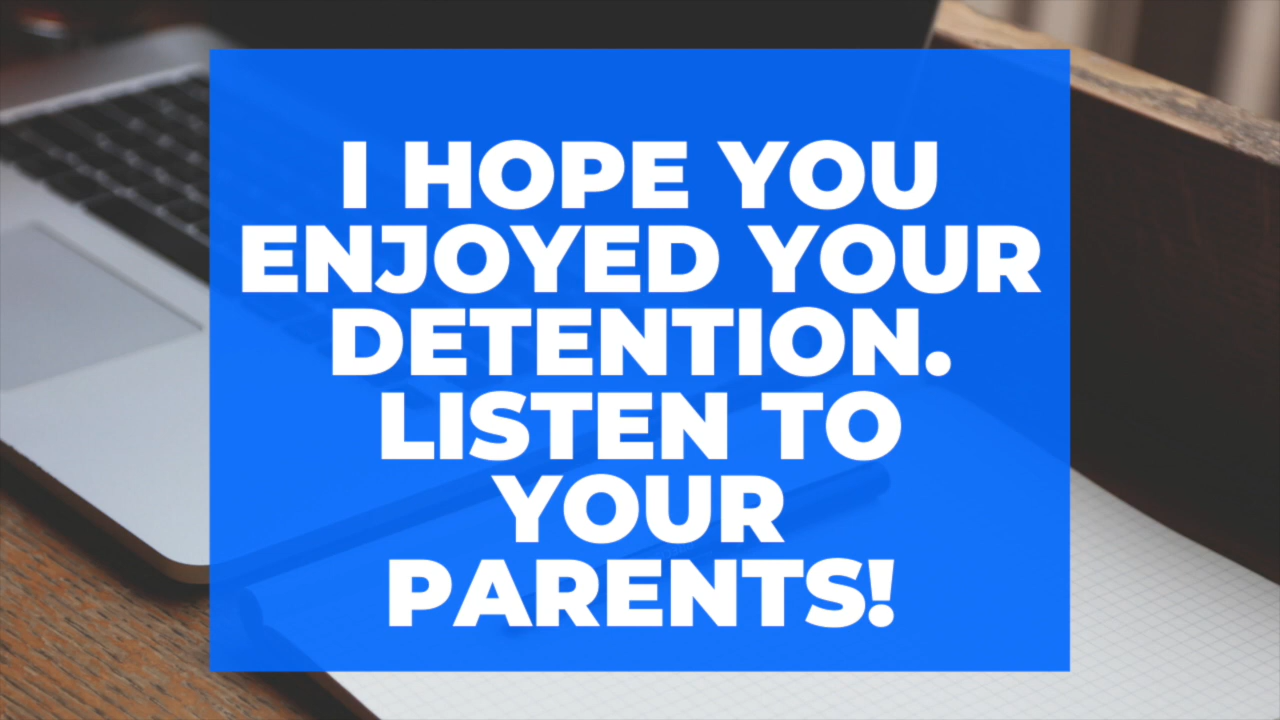 I HOPE YOU
ENJOYED YOUR
DETENTION.
LISTEN TO
YOUR
PARENTS!